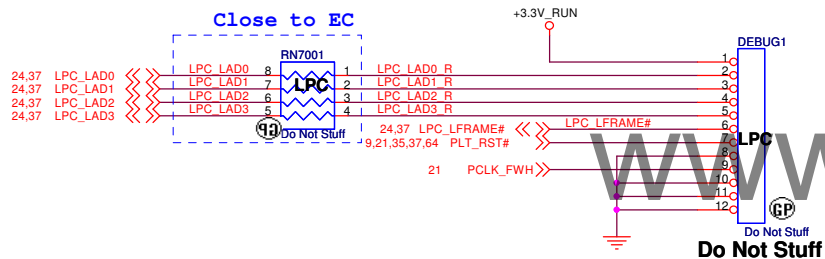 Close to EC
+3.3V_RUN
DEBUG1
RN7001
24,37 LPC_LAD0 LPC_LAD0 8 1 LPC_LAD0_R 2
24,37 LPC_LAD1 LPC_LAD1 7 2 LPC_LAD1_R 3
24,37 LPC_LAD2 LPC_LAD2 6 3 LPC_LAD2_R 4
24,37 LPC_LAD3 LPC_LAD3 5 4 LPC_LAD3_R 5
LPC
GP
Do Not Stuff
1
24,37 LPC_LFRAME# LPC_LFRAME# 6
9,21,35,37,64 PLT_RST# 7
LPC
8
21 PCLK_FWH 9
10
11
12
WWW
GP
Do Not Stuff
Do Not Stuff